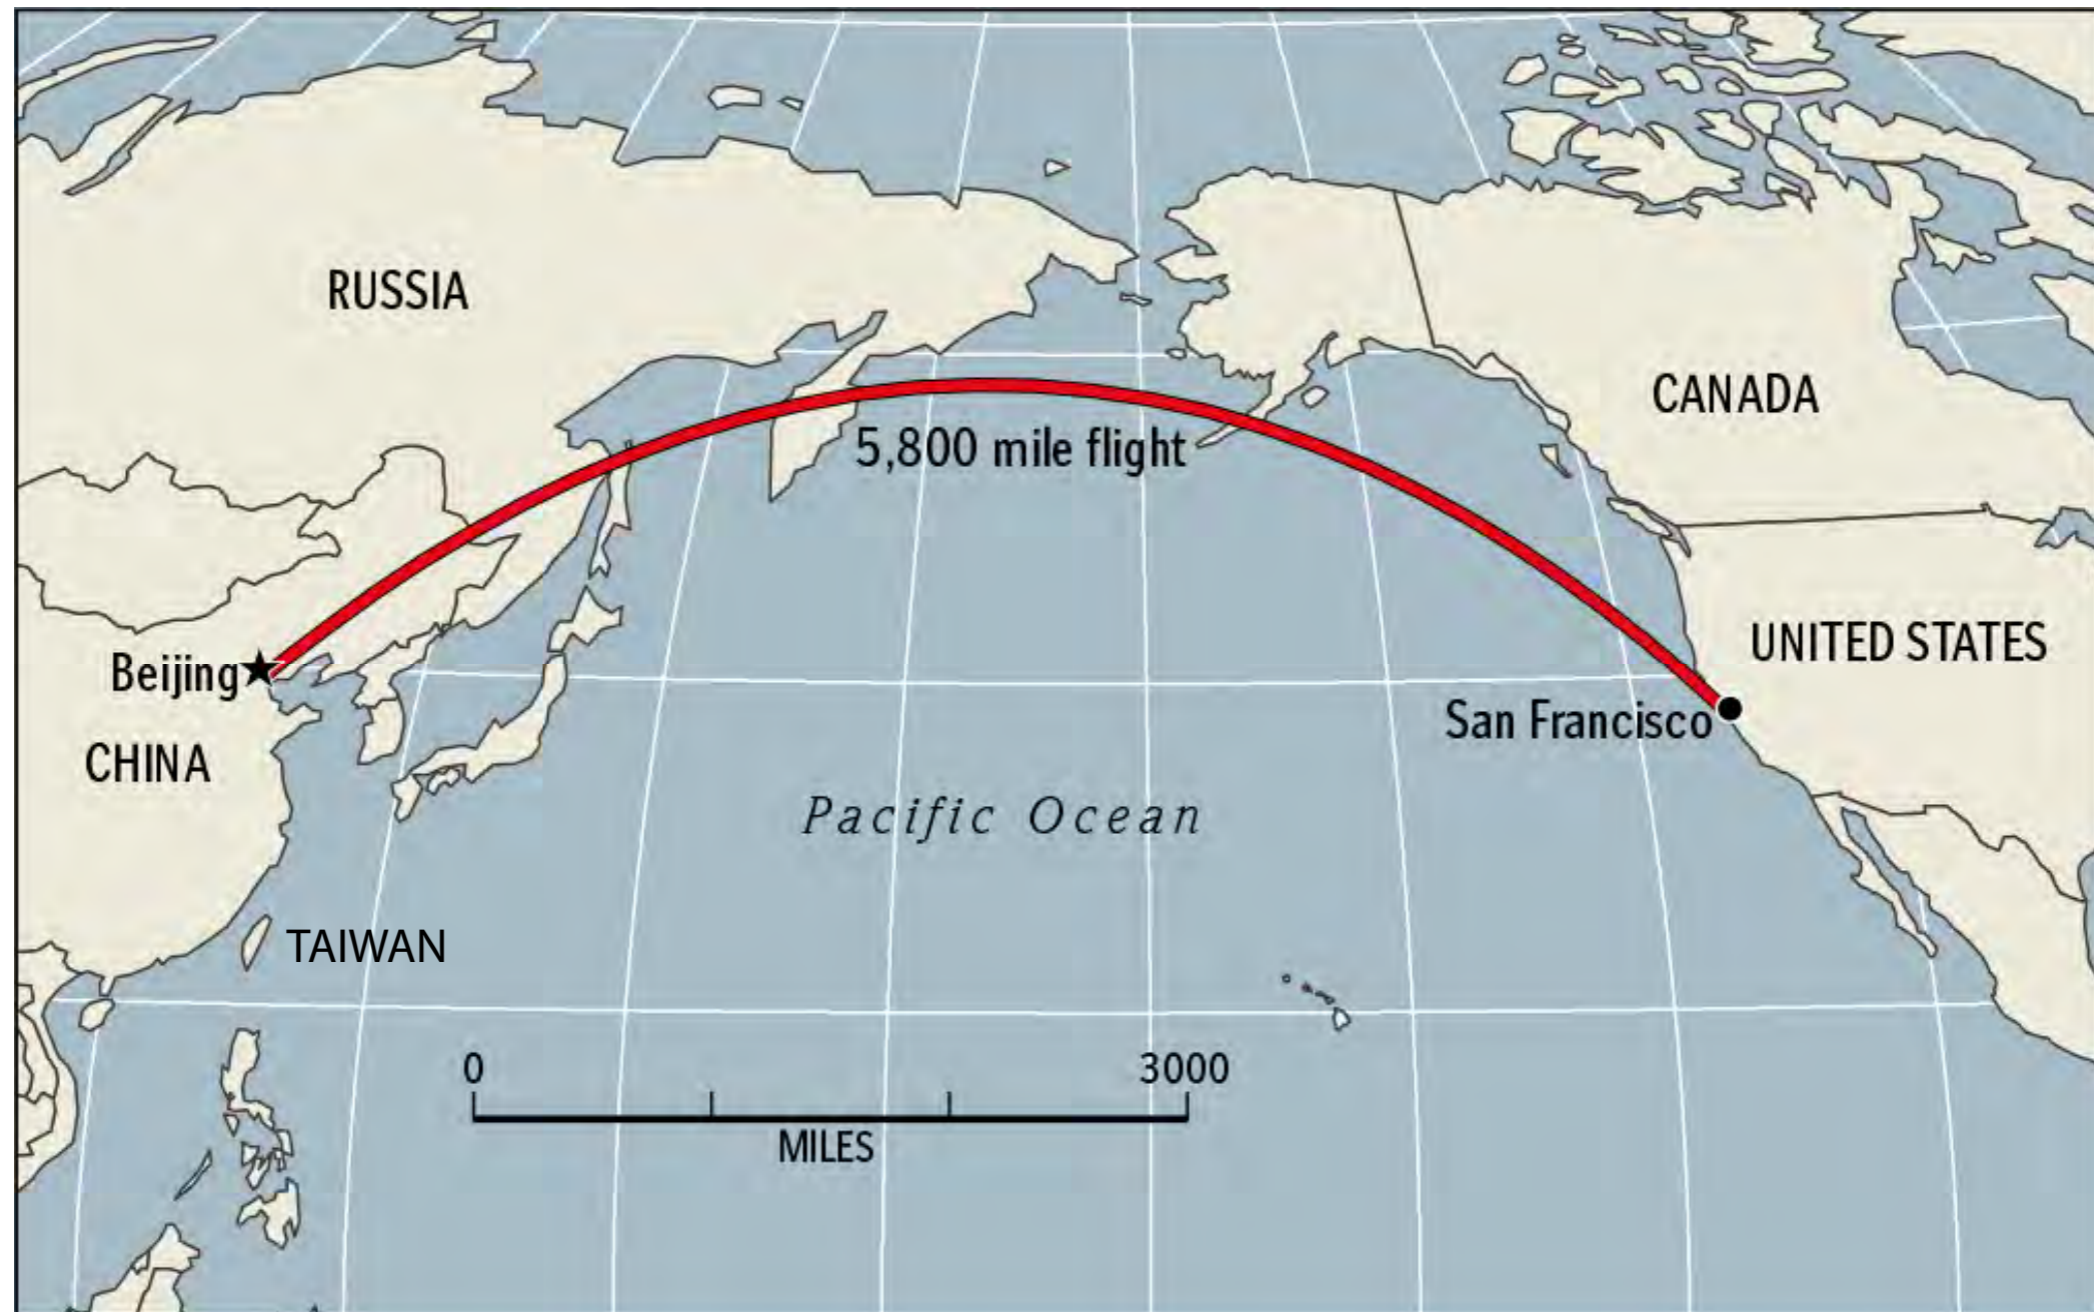 RUSSIA
CANADA
5,800 mile flight
UNITED STATES
Beijing
San Francisco
CHINA
Pacific Ocean
TAIWAN
0 3000
MILES